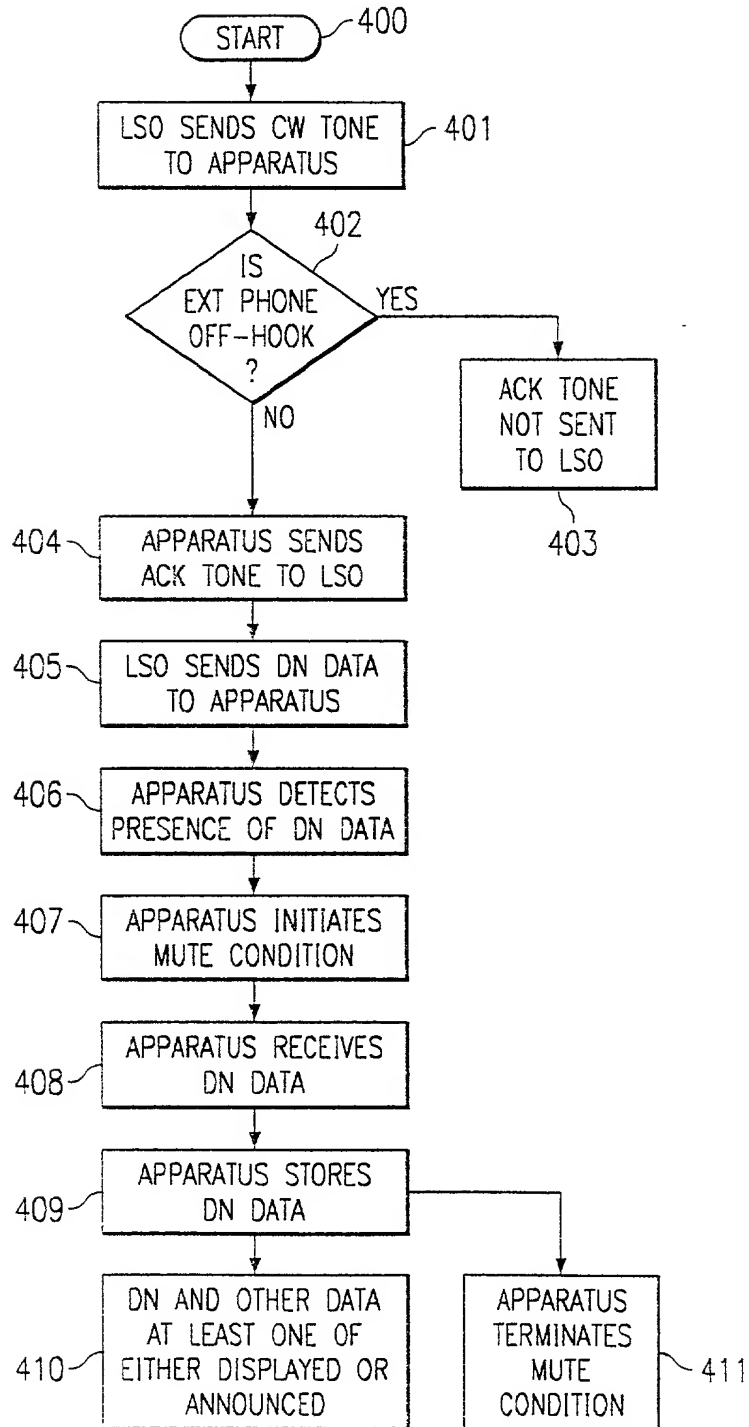 START
400
LSO SENDS CW TONE
TO APPARATUS
401
402
IS
EXT PHONE
OFF-HOOK
?
YES
NO
ACK TONE
NOT SENT
TO LSO
403
404
APPARATUS SENDS
ACK TONE TO LSO
405
LSO SENDS DN DATA
TO APPARATUS
406
APPARATUS DETECTS
PRESENCE OF DN DATA
407
APPARATUS INITIATES
MUTE CONDITION
408
APPARATUS RECEIVES
DN DATA
409
APPARATUS STORES
DN DATA
410
DN AND OTHER DATA
AT LEAST ONE OF
EITHER DISPLAYED OR
ANNOUNCED
APPARATUS
TERMINATES
MUTE
CONDITION
411